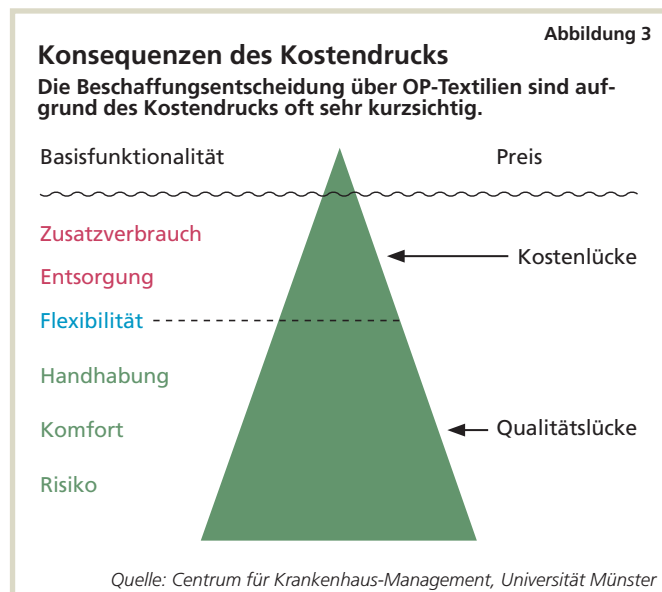 Abbildung 3
Konsequenzen des Kostendrucks
Die Beschaffungsentscheidung über OP-Textilien sind auf-
grund des Kostendrucks oft sehr kurzsichtig.
Basisfunktionalität
Preis
Zusatzverbrauch
Kostenlücke
Entsorgung
Flexibilität
Handhabung
Komfort
Qualitätslücke
Risiko
Quelle: Centrum für Krankenhaus-Management, Universität Münster